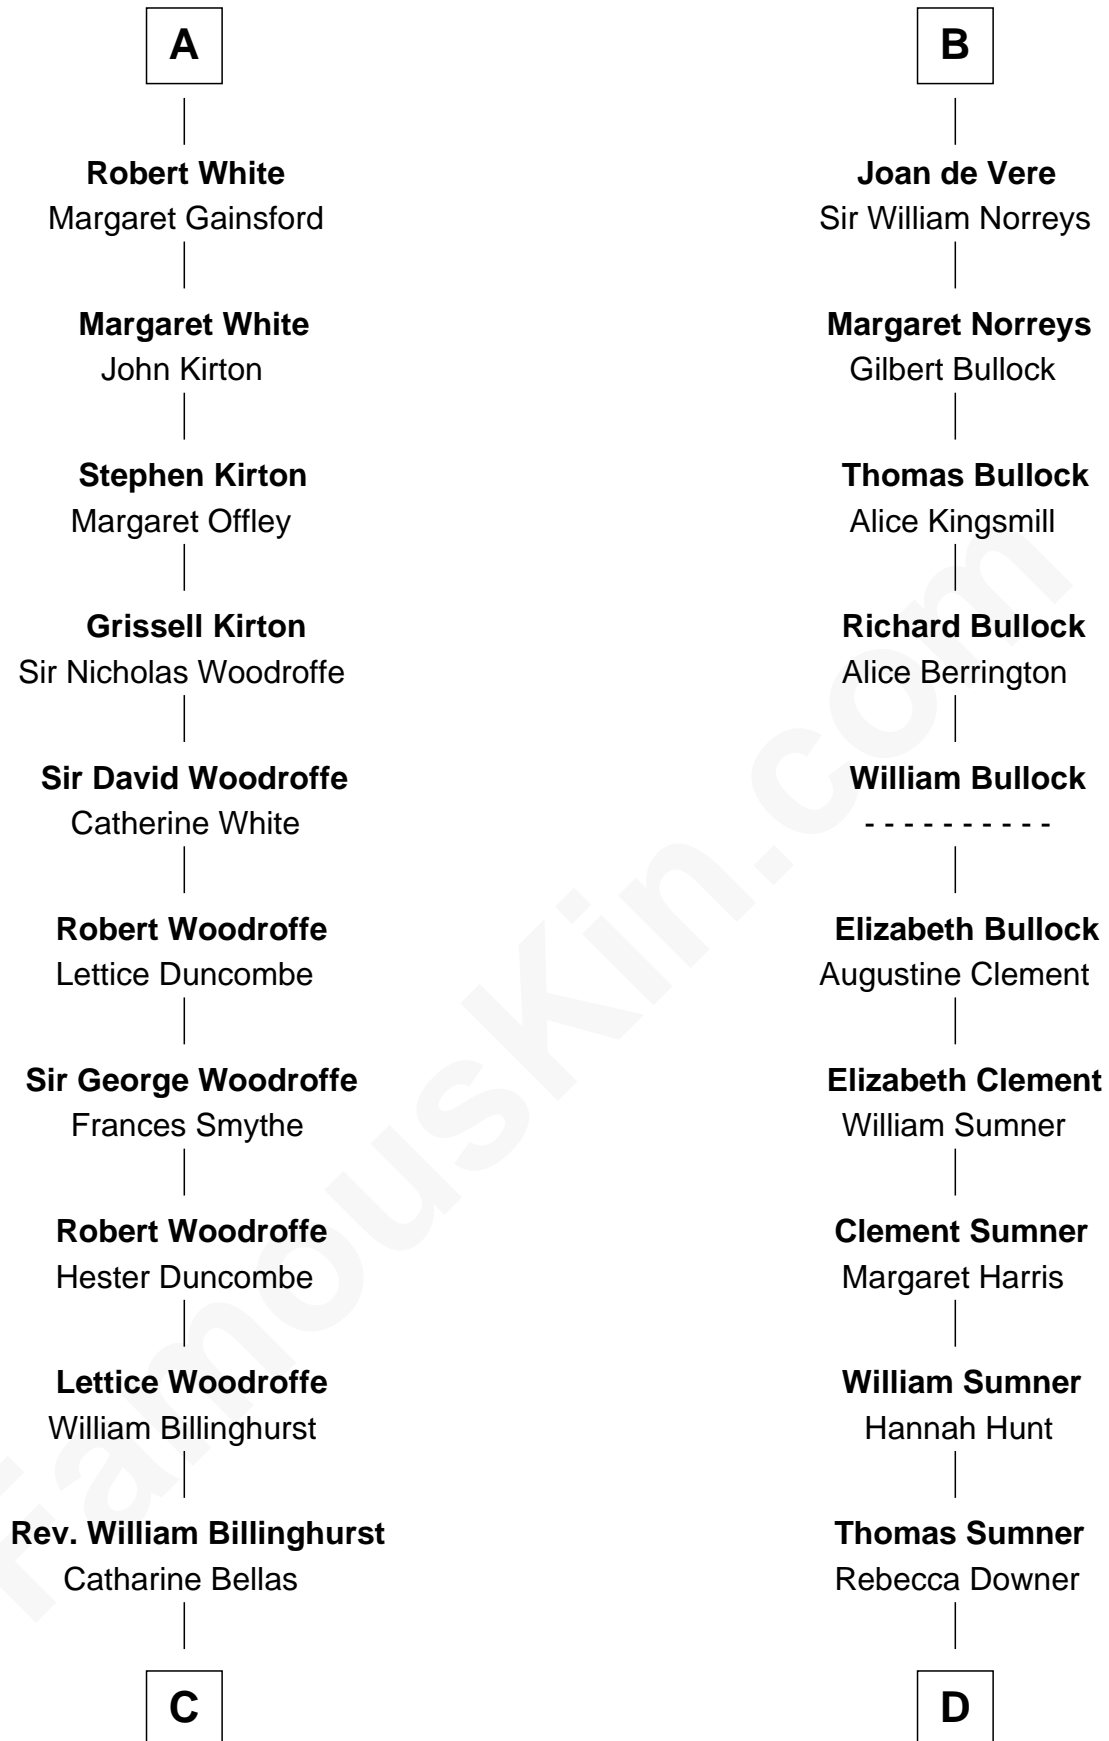 A
Robert White
Margaret Gainsford
Margaret White
John Kirton
Stephen Kirton
Margaret Offley
Grissell Kirton
Sir Nicholas Woodroffe
Sir David Woodroffe
Catherine White
Robert Woodroffe
Lettice Duncombe
Sir George Woodroffe
Frances Smythe
Robert Woodroffe
Hester Duncombe
Lettice Woodroffe
William Billinghurst
Rev. William Billinghurst
Catharine Bellas
C
B
Joan de Vere
Sir William Norreys
Margaret Norreys
Gilbert Bullock
Thomas Bullock
Alice Kingsmill
Richard Bullock
Alice Berrington
William Bullock
- - - - - - - - - -
Elizabeth Bullock
Augustine Clement
Elizabeth Clement
William Sumner
Clement Sumner
Margaret Harris
William Sumner
Hannah Hunt
Thomas Sumner
Rebecca Downer
D
FamousKin.com